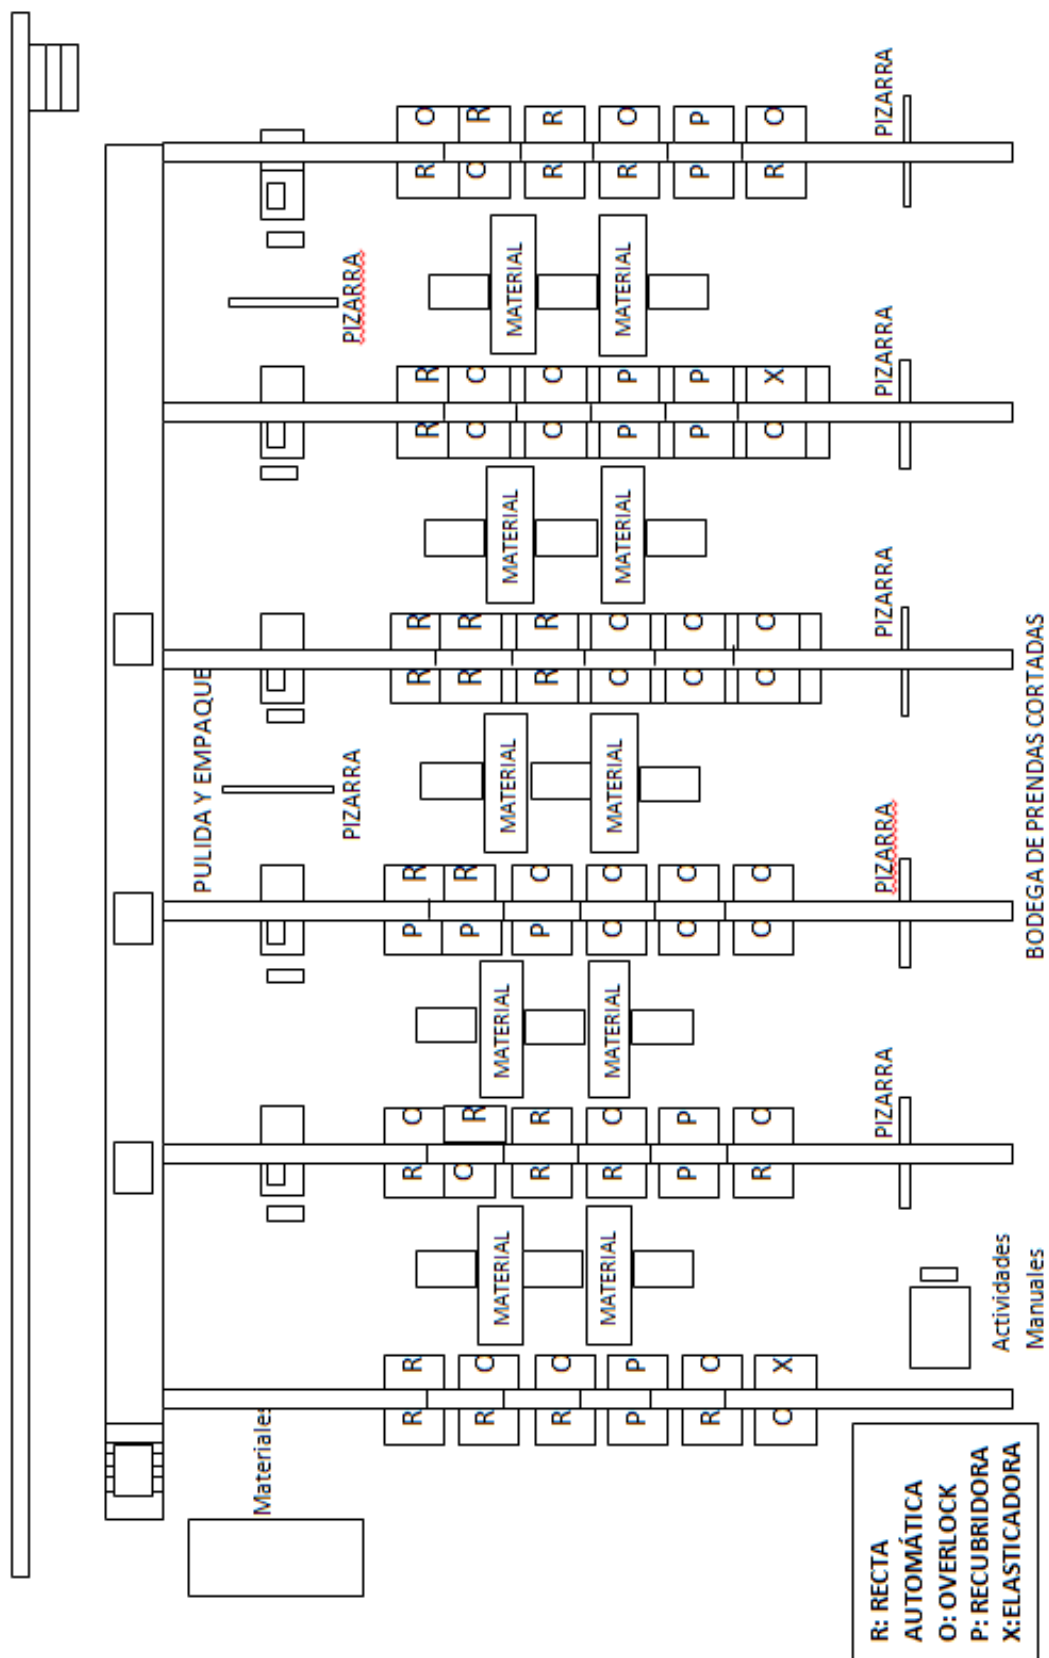 PULIDA Y EMPAQUE
Materiales
PIZARRA PIZARRA
R R R O P R R R R R R O
R O O R P R R R O O O R
MATERIAL MATERIAL MATERIAL MATERIAL MATERIAL
R O R R P O R R O O R R
P P R O O O O O P P R O
MATERIAL MATERIAL MATERIAL MATERIAL MATERIAL
R O P P O O O O P P P P
O X R O O O O O O X R O
PIZARRA PIZARRA PIZARRA PIZARRA PIZARRA
R: RECTA
AUTOMÁTICA
O: OVERLOCK
P: RECUBRIDORA
X:ELASTICADORA
Actividades
Manuales
BODEGA DE PRENDAS CORTADAS